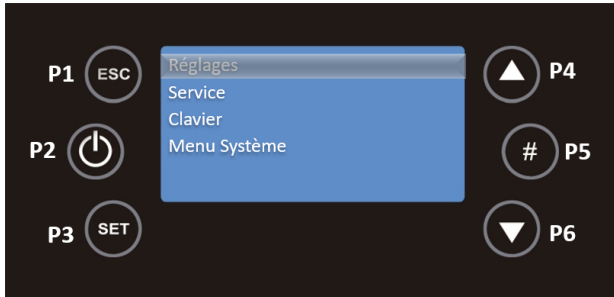 P1 ESC
Réglages
P4
Service
Clavier
Menu Système
P2
# P5
P3 SET
P6